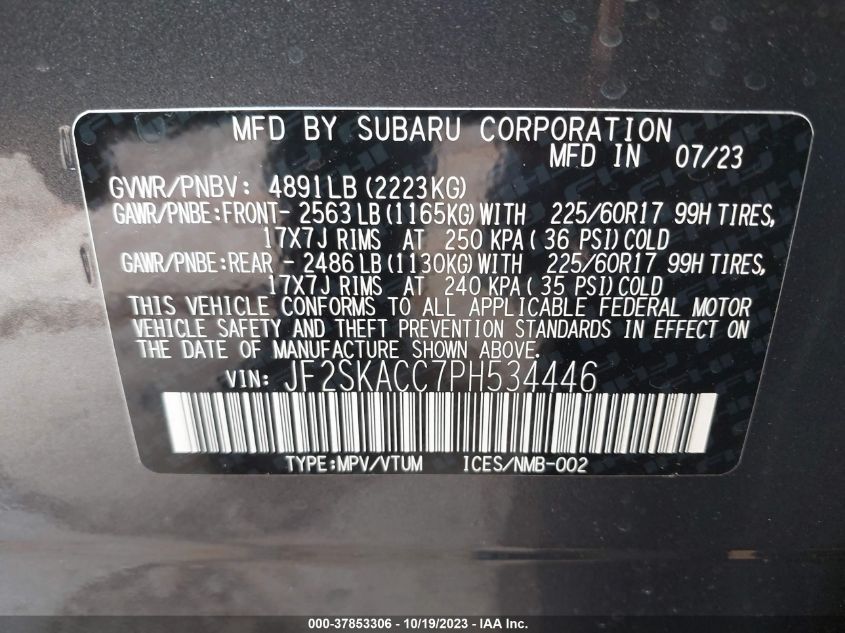 MFD BY SUBARU CORPORATION
MFD IN 07/23
GVWR/PNBV: 4891LB (2223KG)
GAWR/PNBE:FRONT- 2563 LB (1165KG) WITH 225/60R17 99H TIRES,
17X7J RIMS AT 250 KPA ( 36 PSI) COLD
GAWR/PNBE:REAR - 2486 LB (1130KG) WITH 225/60R17 99H TIRES,
17X7J RIMS AT 240 KPA ( 35 PSI) COLD
THIS VEHICLE CONFORMS TO ALL APPLICABLE FEDERAL MOTOR
VEHICLE SAFETY AND THEFT PREVENTION STANDARDS IN EFFECT ON
THE DATE OF MANUFACTURE SHOWN ABOVE.
VIN: JF2SKACC7PH534446
TYPE:MPV/VTUM ICES/NMB-002
000-37853306 - 10/19/2023 - IAA Inc.